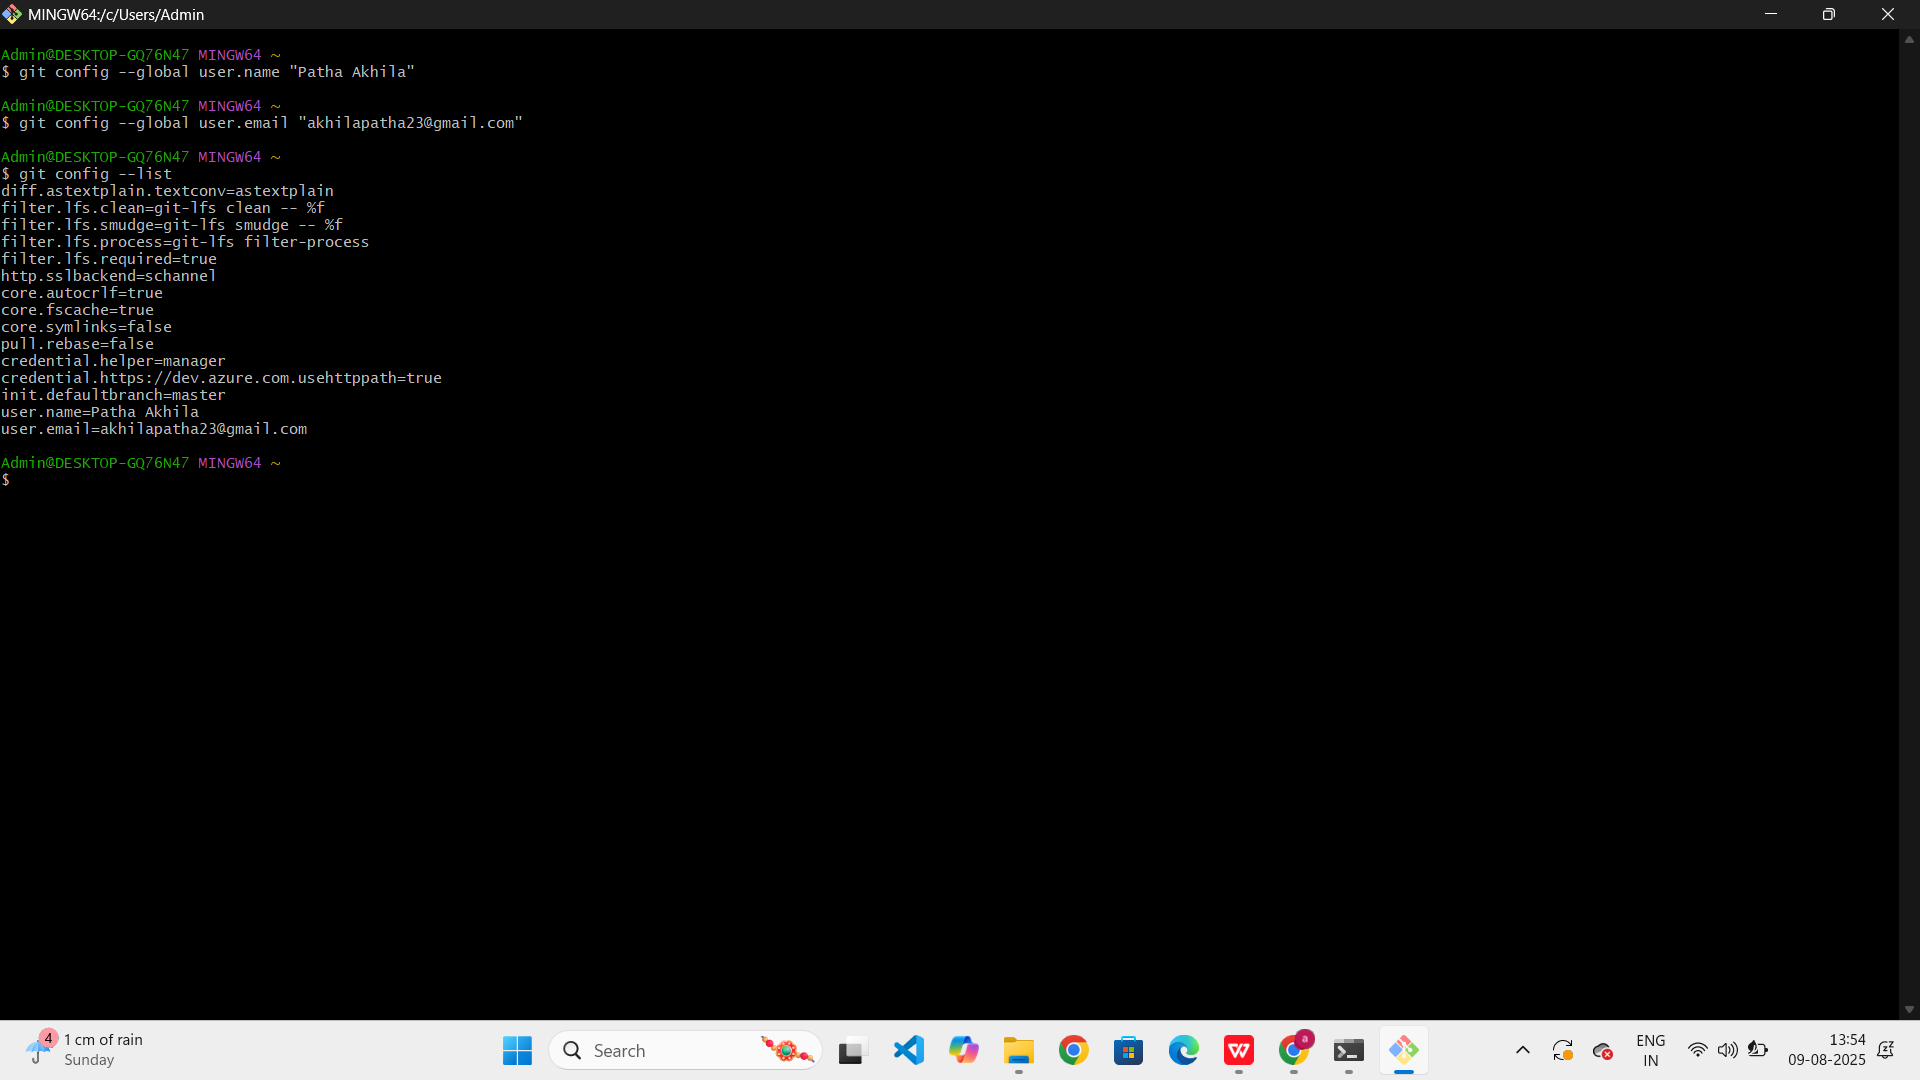 MINGW64:/c/Users/Admin
Admin@DESKTOP-GQ76N47 MINGW64 ~
$ git config --global user.name "Patha Akhila"
Admin@DESKTOP-GQ76N47 MINGW64 ~
$ git config --global user.email "akhilapatha23@gmail.com"
Admin@DESKTOP-GQ76N47 MINGW64 ~
$ git config --list
diff.astextplain.textconv=astextplain
filter.lfs.clean=git-lfs clean -- %f
filter.lfs.smudge=git-lfs smudge -- %f
filter.lfs.process=git-lfs filter-process
filter.lfs.required=true
http.sslbackend=schannel
core.autocrlf=true
core.fscache=true
core.symlinks=false
pull.rebase=false
credential.helper=manager
credential.https://dev.azure.com.usehttppath=true
init.defaultbranch=master
user.name=Patha Akhila
user.email=akhilapatha23@gmail.com
Admin@DESKTOP-GQ76N47 MINGW64 ~
$
4
1 cm of rain
Sunday
Search
W
a
ENG
IN
13:54
09-08-2025